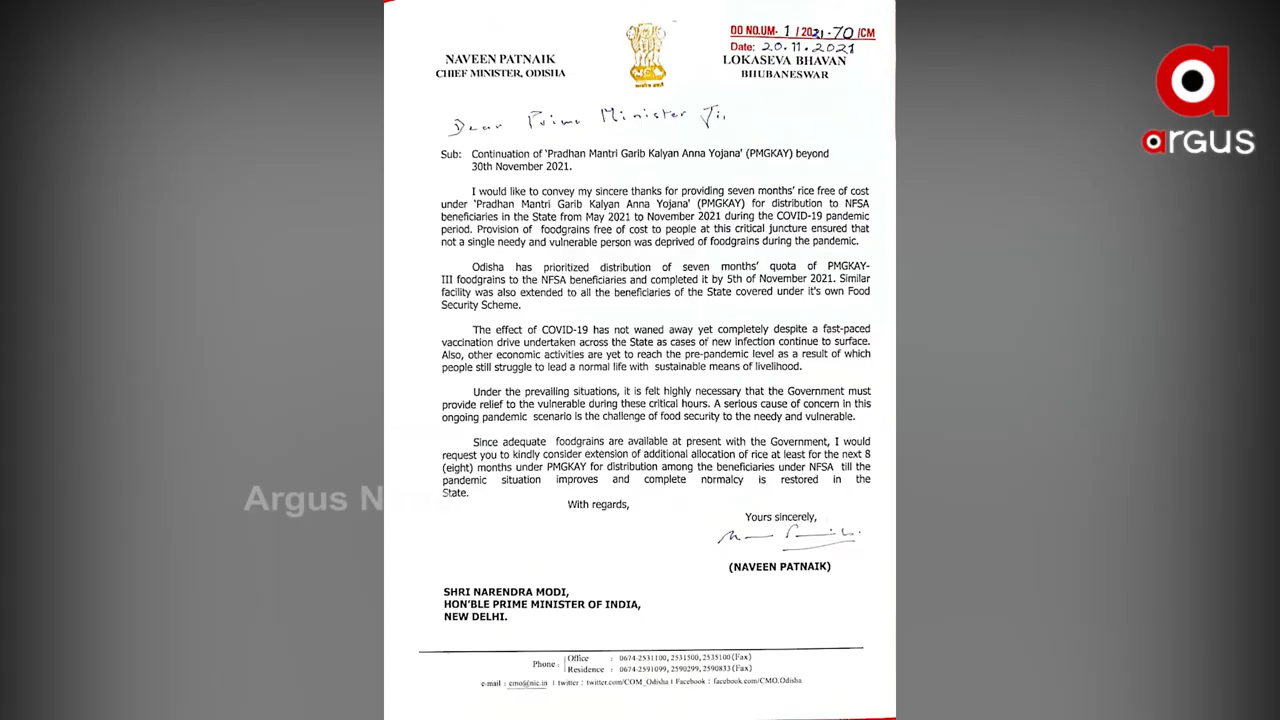 NAVEEN PATNAIK
CHIEF MINISTER, ODISHA
DO NO.UM- 1 / 2021-70/CM
Date: 20.11.2021
LOKASEVA BHAVAN
BHUBANESWAR
argus
Dear Prime Minister Ji,
Sub: Continuation of 'Pradhan Mantri Garib Kalyan Anna Yojana' (PMGKAY) beyond
30th November 2021.
I would like to convey my sincere thanks for providing seven months' rice free of cost
under 'Pradhan Mantri Garib Kalyan Anna Yojana' (PMGKAY) for distribution to NFSA
beneficiaries in the State from May 2021 to November 2021 during the COVID-19 pandemic
period. Provision of foodgrains free of cost to people at this critical juncture ensured that
not a single needy and vulnerable person was deprived of foodgrains during the pandemic.
Odisha has prioritized distribution of seven months' quota of PMGKAY-
III foodgrains to the NFSA beneficiaries and completed it by 5th of November 2021. Similar
facility was also extended to all the beneficiaries of the State covered under it's own Food
Security Scheme.
The effect of COVID-19 has not waned away yet completely despite a fast-paced
vaccination drive undertaken across the State as cases of new infection continue to surface.
Also, other economic activities are yet to reach the pre-pandemic level as a result of which
people still struggle to lead a normal life with sustainable means of livelihood.
Under the prevailing situations, it is felt highly necessary that the Government must
provide relief to the vulnerable during these critical hours. A serious cause of concern in this
ongoing pandemic scenario is the challenge of food security to the needy and vulnerable.
Since adequate foodgrains are available at present with the Government, I would
request you to kindly consider extension of additional allocation of rice at least for the next 8
(eight) months under PMGKAY for distribution among the beneficiaries under NFSA till the
pandemic situation improves and complete normalcy is restored in the
State.
Argus
With regards,
Yours sincerely,
(NAVEEN PATNAIK)
SHRI NARENDRA MODI,
HON'BLE PRIME MINISTER OF INDIA,
NEW DELHI.
Phone : Office : 0674-2531100, 2531500, 2535100(Fax)
Residence : 0674-2591099, 2590299, 2590833 (Fax)
e-mail : cmo@nic.in I twitter : twitter.com/COM_Odisha I Facebook : facebook.com/CMO.Odisha